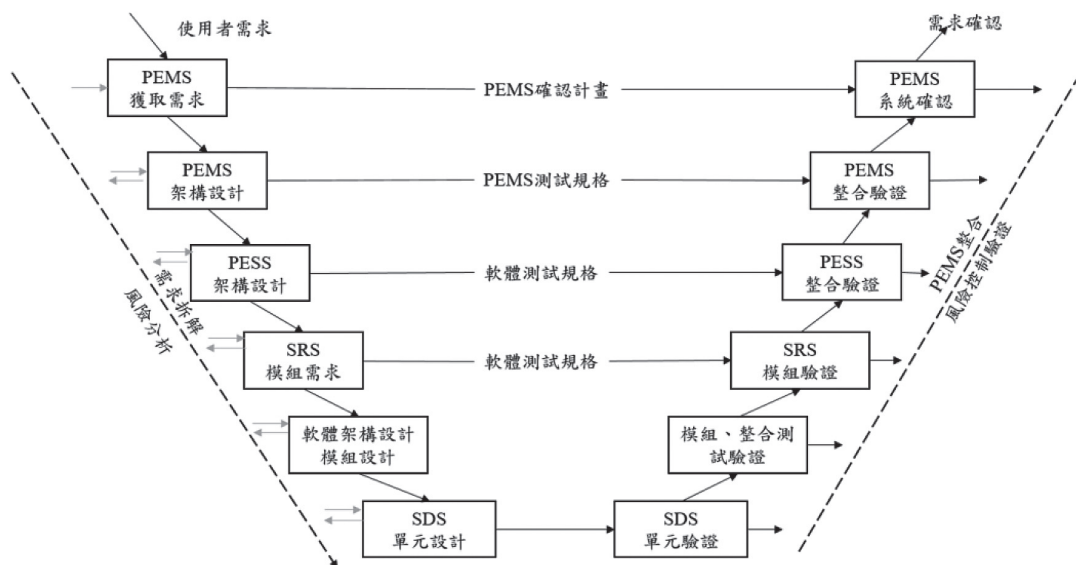 使用者需求
需求確認
PEMS
獲取需求
PEMS確認計畫
PEMS
系統確認
PEMS
架構設計
PEMS測試規格
PEMS
整合驗證
PESS
架構設計
軟體測試規格
PESS
整合驗證
PEMS整合
風險控制驗證
需求拆解
風險分析
SRS
模組需求
軟體測試規格
SRS
模組驗證
軟體架構設計
模組設計
模組、整合測
試驗證
SDS
單元設計
SDS
單元驗證